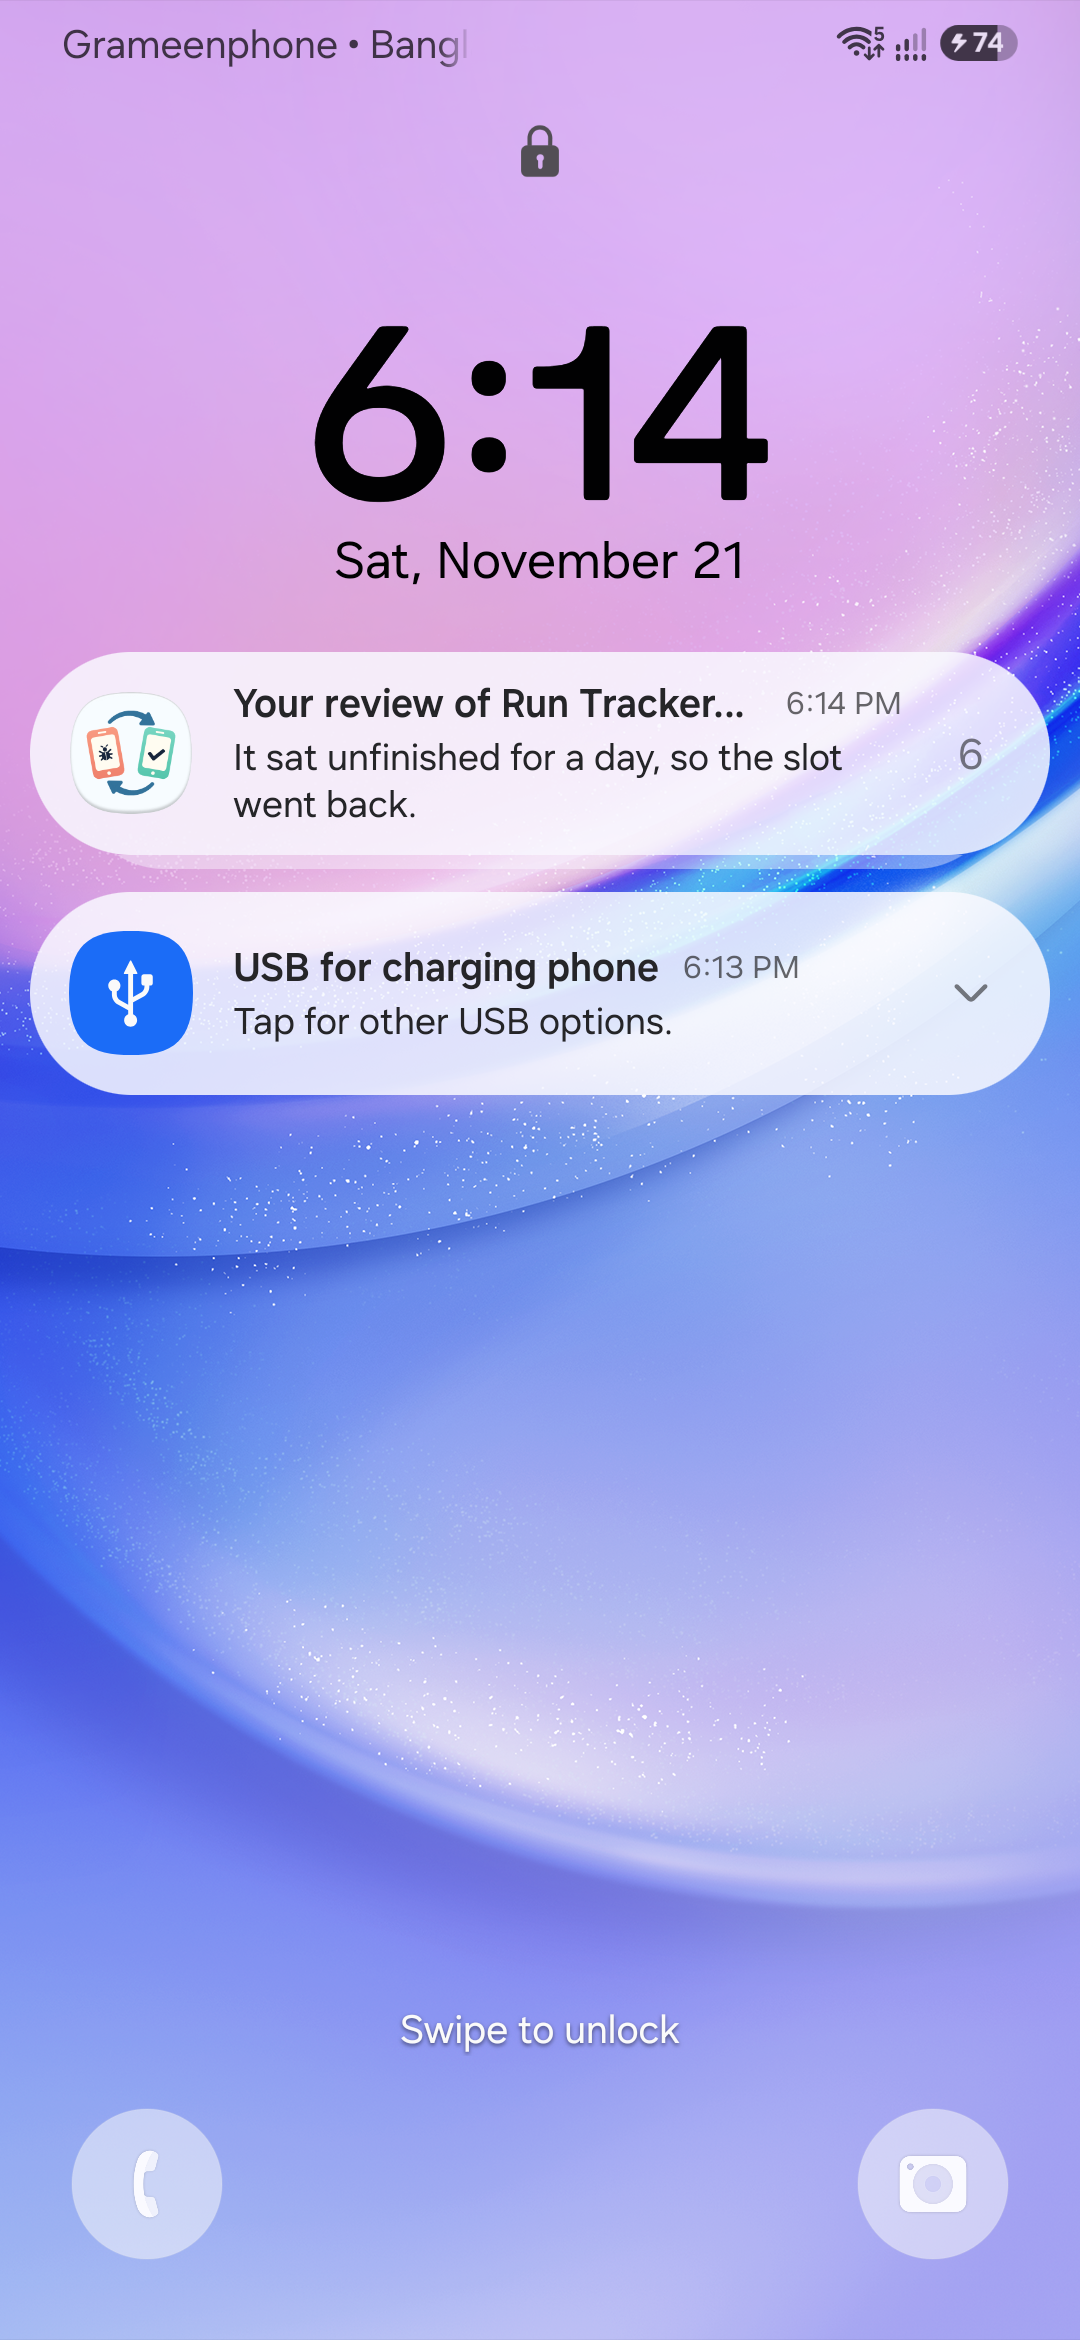 Grameenphone • Bangl
5
74
6:14
Sat, November 21
Your review of Run Tracker... 6:14 PM
It sat unfinished for a day, so the slot
went back.
6
USB for charging phone 6:13 PM
Tap for other USB options.
Swipe to unlock